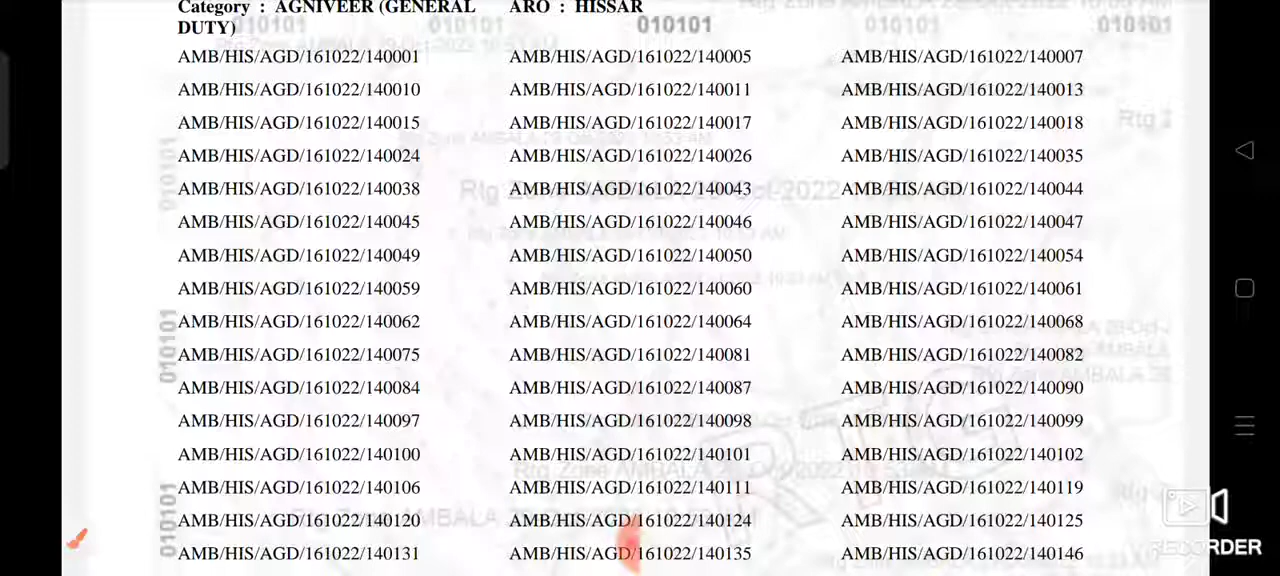 Category : AGNIVEER (GENERAL ARO : HISSAR
DUTY) 010101 010101 010101 010101 010101
AMB/HIS/AGD/161022/140001 AMB/HIS/AGD/161022/140005 AMB/HIS/AGD/161022/140007
AMB/HIS/AGD/161022/140010 AMB/HIS/AGD/161022/140011 AMB/HIS/AGD/161022/140013
AMB/HIS/AGD/161022/140015 AMB/HIS/AGD/161022/140017 AMB/HIS/AGD/161022/140018
AMB/HIS/AGD/161022/140024 AMB/HIS/AGD/161022/140026 AMB/HIS/AGD/161022/140035
AMB/HIS/AGD/161022/140038 AMB/HIS/AGD/161022/140043 AMB/HIS/AGD/161022/140044
AMB/HIS/AGD/161022/140045 AMB/HIS/AGD/161022/140046 AMB/HIS/AGD/161022/140047
AMB/HIS/AGD/161022/140049 AMB/HIS/AGD/161022/140050 AMB/HIS/AGD/161022/140054
AMB/HIS/AGD/161022/140059 AMB/HIS/AGD/161022/140060 AMB/HIS/AGD/161022/140061
AMB/HIS/AGD/161022/140062 AMB/HIS/AGD/161022/140064 AMB/HIS/AGD/161022/140068
AMB/HIS/AGD/161022/140075 AMB/HIS/AGD/161022/140081 AMB/HIS/AGD/161022/140082
AMB/HIS/AGD/161022/140084 AMB/HIS/AGD/161022/140087 AMB/HIS/AGD/161022/140090
AMB/HIS/AGD/161022/140097 AMB/HIS/AGD/161022/140098 AMB/HIS/AGD/161022/140099
AMB/HIS/AGD/161022/140100 AMB/HIS/AGD/161022/140101 AMB/HIS/AGD/161022/140102
AMB/HIS/AGD/161022/140106 AMB/HIS/AGD/161022/140111 AMB/HIS/AGD/161022/140119
AMB/HIS/AGD/161022/140120 AMB/HIS/AGD/161022/140124 AMB/HIS/AGD/161022/140125
AMB/HIS/AGD/161022/140131 AMB/HIS/AGD/161022/140135 AMB/HIS/AGD/161022/140146
010101
010101
010101
RTG
RECORDER